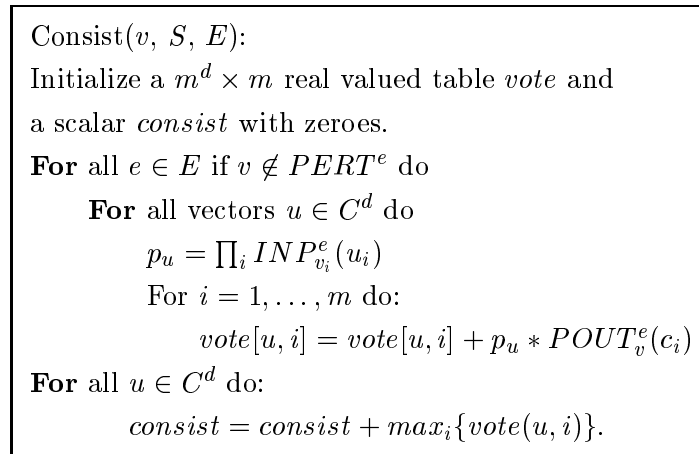 Consist(v, S, E):
Initialize a m^d × m real valued table vote and
a scalar consist with zeroes.
For all e ∈ E if v ∉ PERT^e do
For all vectors u ∈ C^d do
p_u = ∏_i INP^e_{v_i}(u_i)
For i = 1, . . . , m do:
vote[u, i] = vote[u, i] + p_u * POUT^e_v(c_i)
For all u ∈ C^d do:
consist = consist + max_i{vote(u, i)}.